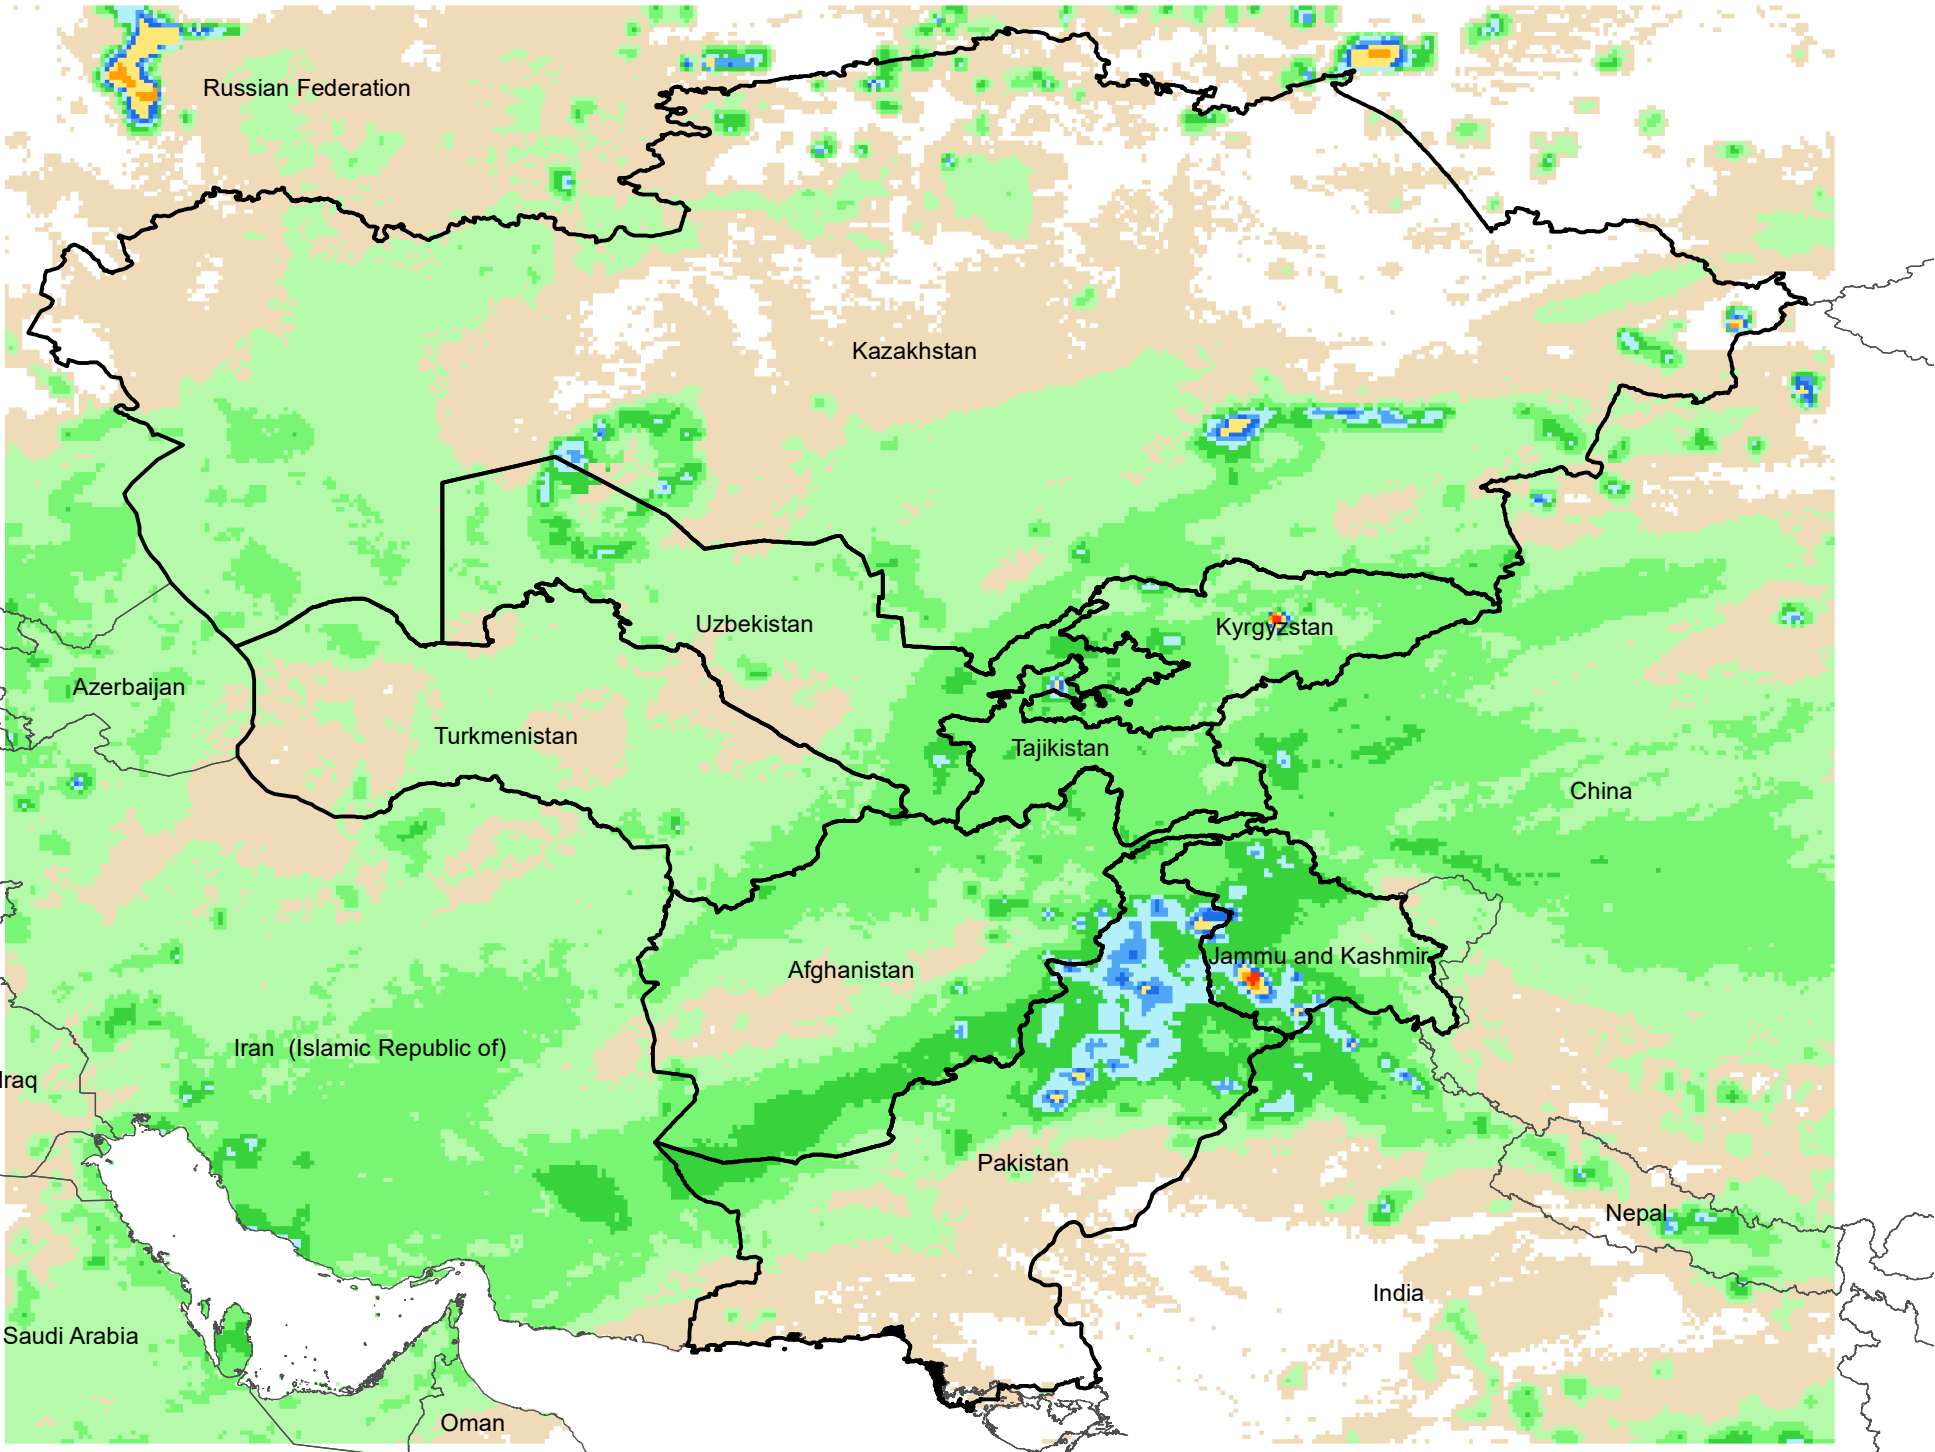 Russian Federation
Kazakhstan
Uzbekistan
Kyrgyzstan
Azerbaijan
Turkmenistan
Tajikistan
China
Jammu and Kashmir
Afghanistan
Iran (Islamic Republic of)
Iraq
Pakistan
Nepal
India
Saudi Arabia
Oman